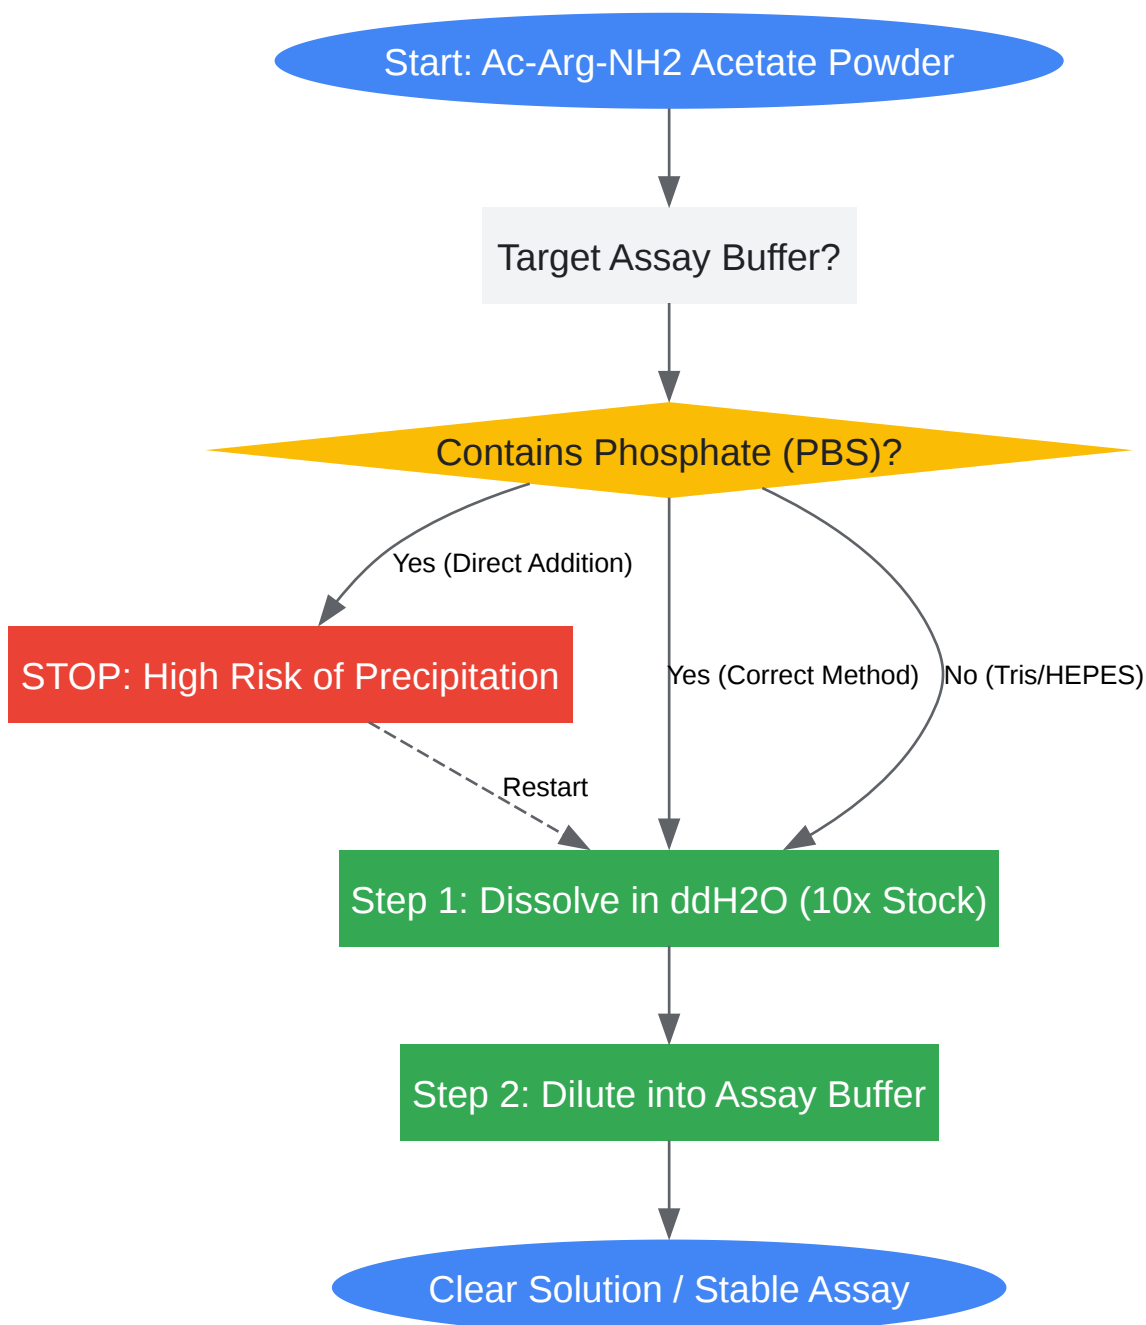 Start: Ac-Arg-NH2 Acetate Powder
Target Assay Buffer?
Contains Phosphate (PBS)?
Yes (Direct Addition)
STOP: High Risk of Precipitation
Yes (Correct Method)
No (Tris/HEPES)
Restart
Step 1: Dissolve in ddH2O (10x Stock)
Step 2: Dilute into Assay Buffer
Clear Solution / Stable Assay